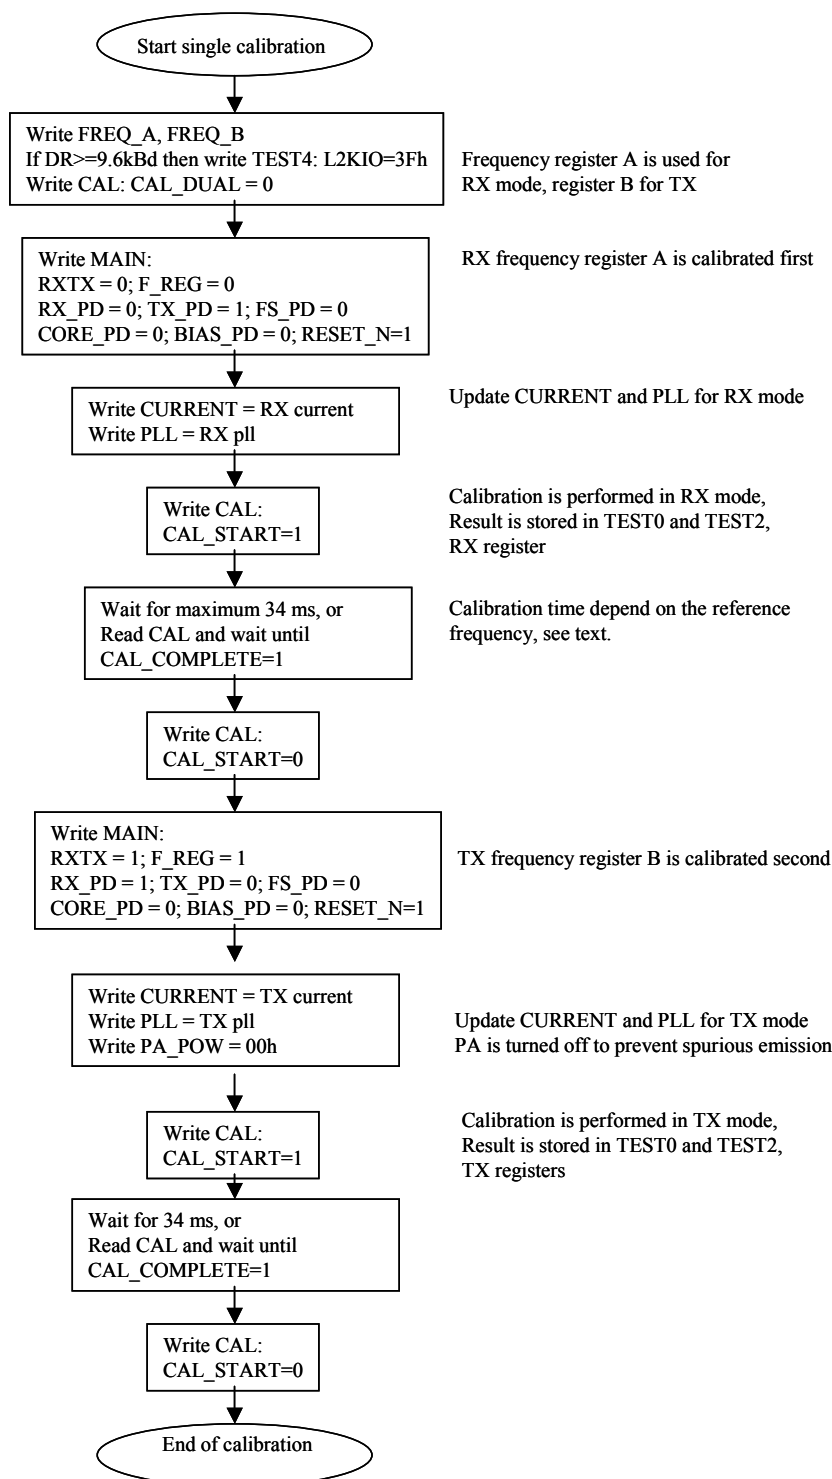 Start single calibration
Write FREQ_A, FREQ_B
If DR>=9.6kBd then write TEST4: L2KIO=3Fh
Write CAL: CAL_DUAL = 0
Frequency register A is used for
RX mode, register B for TX
Write MAIN:
RXTX = 0; F_REG = 0
RX_PD = 0; TX_PD = 1; FS_PD = 0
CORE_PD = 0; BIAS_PD = 0; RESET_N=1
RX frequency register A is calibrated first
Write CURRENT = RX current
Write PLL = RX pll
Update CURRENT and PLL for RX mode
Write CAL:
CAL_START=1
Calibration is performed in RX mode,
Result is stored in TEST0 and TEST2,
RX register
Wait for maximum 34 ms, or
Read CAL and wait until
CAL_COMPLETE=1
Calibration time depend on the reference
frequency, see text.
Write CAL:
CAL_START=0
Write MAIN:
RXTX = 1; F_REG = 1
RX_PD = 1; TX_PD = 0; FS_PD = 0
CORE_PD = 0; BIAS_PD = 0; RESET_N=1
TX frequency register B is calibrated second
Write CURRENT = TX current
Write PLL = TX pll
Write PA_POW = 00h
Update CURRENT and PLL for TX mode
PA is turned off to prevent spurious emission
Write CAL:
CAL_START=1
Calibration is performed in TX mode,
Result is stored in TEST0 and TEST2,
TX registers
Wait for 34 ms, or
Read CAL and wait until
CAL_COMPLETE=1
Write CAL:
CAL_START=0
End of calibration